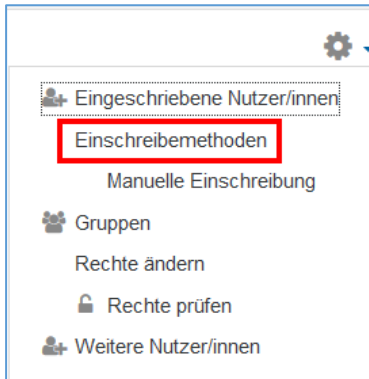 Eingeschriebene Nutzer/innen
Einschreibemethoden
Manuelle Einschreibung
Gruppen
Rechte ändern
Rechte prüfen
Weitere Nutzer/innen